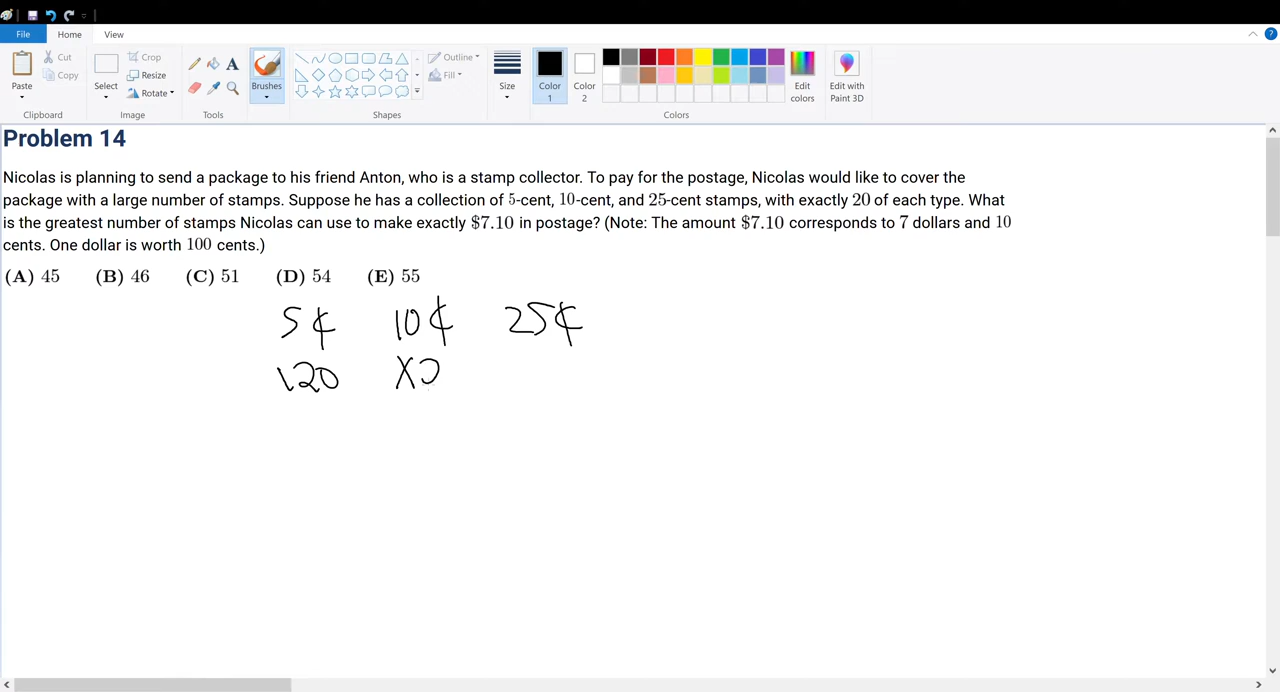 File Home View
Paste Cut Copy Clipboard
Select Crop Resize Rotate Image
A Tools
Brushes
Outline Fill Shapes
Size
Color 1 Color 2 Edit colors Colors
Edit with Paint 3D
?
Problem 14
Nicolas is planning to send a package to his friend Anton, who is a stamp collector. To pay for the postage, Nicolas would like to cover the
package with a large number of stamps. Suppose he has a collection of 5-cent, 10-cent, and 25-cent stamps, with exactly 20 of each type. What
is the greatest number of stamps Nicolas can use to make exactly $7.10 in postage? (Note: The amount $7.10 corresponds to 7 dollars and 10
cents. One dollar is worth 100 cents.)
(A) 45 (B) 46 (C) 51 (D) 54 (E) 55
5¢ 10¢ 25¢
20